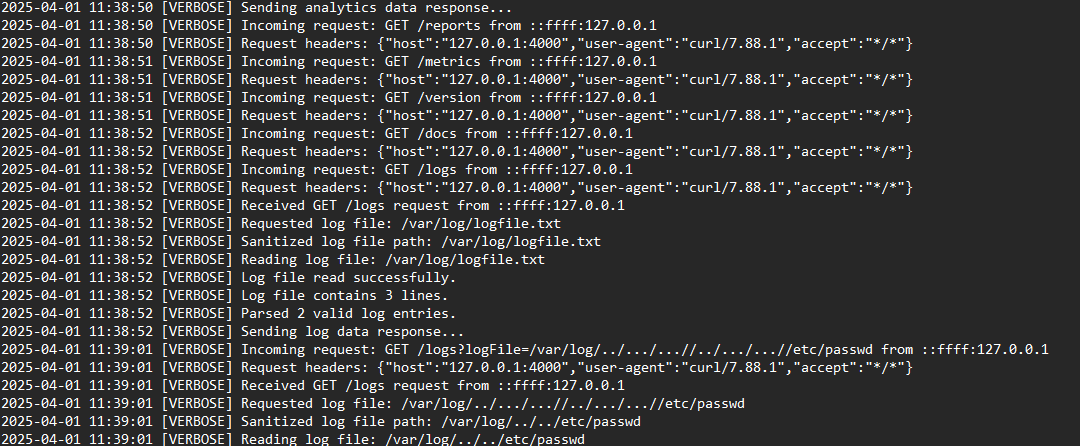 2025-04-01 11:38:50 [VERBOSE] Sending analytics data response...
2025-04-01 11:38:50 [VERBOSE] Incoming request: GET /reports from ::ffff:127.0.0.1
2025-04-01 11:38:50 [VERBOSE] Request headers: {"host":"127.0.0.1:4000","user-agent":"curl/7.88.1","accept":"*/*"}
2025-04-01 11:38:51 [VERBOSE] Incoming request: GET /metrics from ::ffff:127.0.0.1
2025-04-01 11:38:51 [VERBOSE] Request headers: {"host":"127.0.0.1:4000","user-agent":"curl/7.88.1","accept":"*/*"}
2025-04-01 11:38:51 [VERBOSE] Incoming request: GET /version from ::ffff:127.0.0.1
2025-04-01 11:38:51 [VERBOSE] Request headers: {"host":"127.0.0.1:4000","user-agent":"curl/7.88.1","accept":"*/*"}
2025-04-01 11:38:52 [VERBOSE] Incoming request: GET /docs from ::ffff:127.0.0.1
2025-04-01 11:38:52 [VERBOSE] Request headers: {"host":"127.0.0.1:4000","user-agent":"curl/7.88.1","accept":"*/*"}
2025-04-01 11:38:52 [VERBOSE] Incoming request: GET /logs from ::ffff:127.0.0.1
2025-04-01 11:38:52 [VERBOSE] Request headers: {"host":"127.0.0.1:4000","user-agent":"curl/7.88.1","accept":"*/*"}
2025-04-01 11:38:52 [VERBOSE] Received GET /logs request from ::ffff:127.0.0.1
2025-04-01 11:38:52 [VERBOSE] Requested log file: /var/log/logfile.txt
2025-04-01 11:38:52 [VERBOSE] Sanitized log file path: /var/log/logfile.txt
2025-04-01 11:38:52 [VERBOSE] Reading log file: /var/log/logfile.txt
2025-04-01 11:38:52 [VERBOSE] Log file read successfully.
2025-04-01 11:38:52 [VERBOSE] Log file contains 3 lines.
2025-04-01 11:38:52 [VERBOSE] Parsed 2 valid log entries.
2025-04-01 11:38:52 [VERBOSE] Sending log data response...
2025-04-01 11:39:01 [VERBOSE] Incoming request: GET /logs?logFile=/var/log/../.../...//../.../...//etc/passwd from ::ffff:127.0.0.1
2025-04-01 11:39:01 [VERBOSE] Request headers: {"host":"127.0.0.1:4000","user-agent":"curl/7.88.1","accept":"*/*"}
2025-04-01 11:39:01 [VERBOSE] Received GET /logs request from ::ffff:127.0.0.1
2025-04-01 11:39:01 [VERBOSE] Requested log file: /var/log/../.../...//../.../...//etc/passwd
2025-04-01 11:39:01 [VERBOSE] Sanitized log file path: /var/log/../../etc/passwd
2025-04-01 11:39:01 [VERBOSE] Reading log file: /var/log/../../etc/passwd